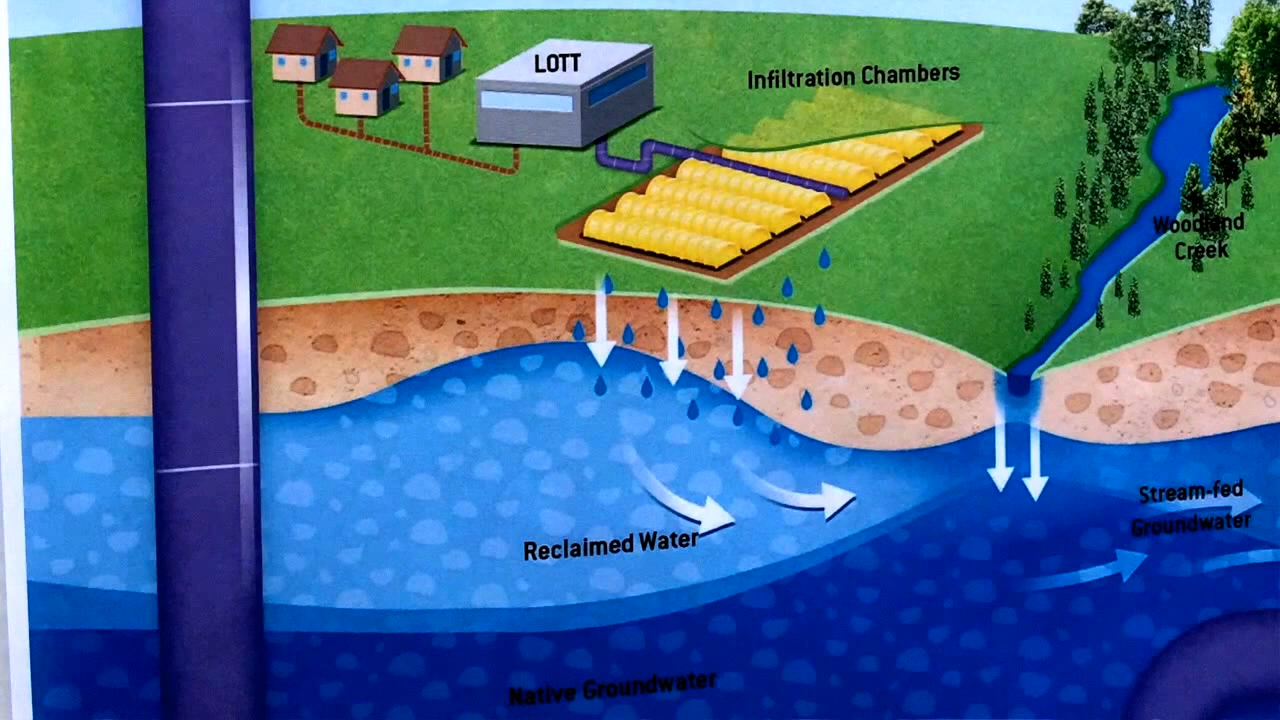 LOTT
Infiltration Chambers
Woodland
Creek
Stream-fed
Groundwater
Reclaimed Water
Native Groundwater